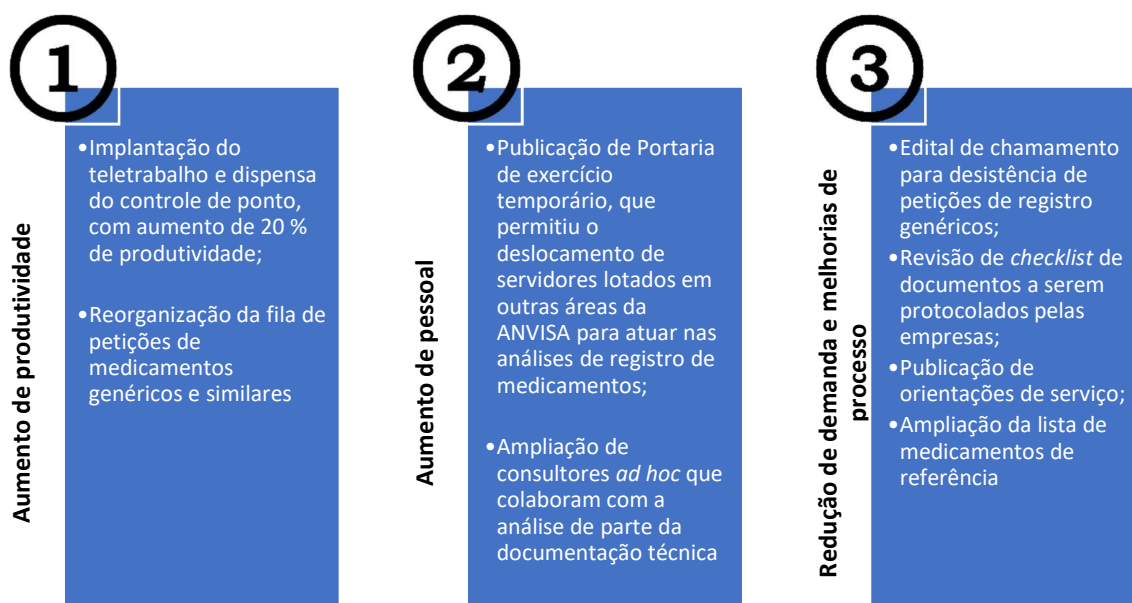 1
Aumento de produtividade
•Implantação do
teletrabalho e dispensa
do controle de ponto,
com aumento de 20 %
de produtividade;
•Reorganização da fila de
petições de
medicamentos
genéricos e similares
2
Aumento de pessoal
•Publicação de Portaria
de exercício
temporário, que
permitiu o
deslocamento de
servidores lotados em
outras áreas da
ANVISA para atuar nas
análises de registro de
medicamentos;
•Ampliação de
consultores ad hoc que
colaboram com a
análise de parte da
documentação técnica
3
Redução de demanda e melhorias de
processo
•Edital de chamamento
para desistência de
petições de registro
genéricos;
•Revisão de checklist de
documentos a serem
protocolados pelas
empresas;
•Publicação de
orientações de serviço;
•Ampliação da lista de
medicamentos de
referência